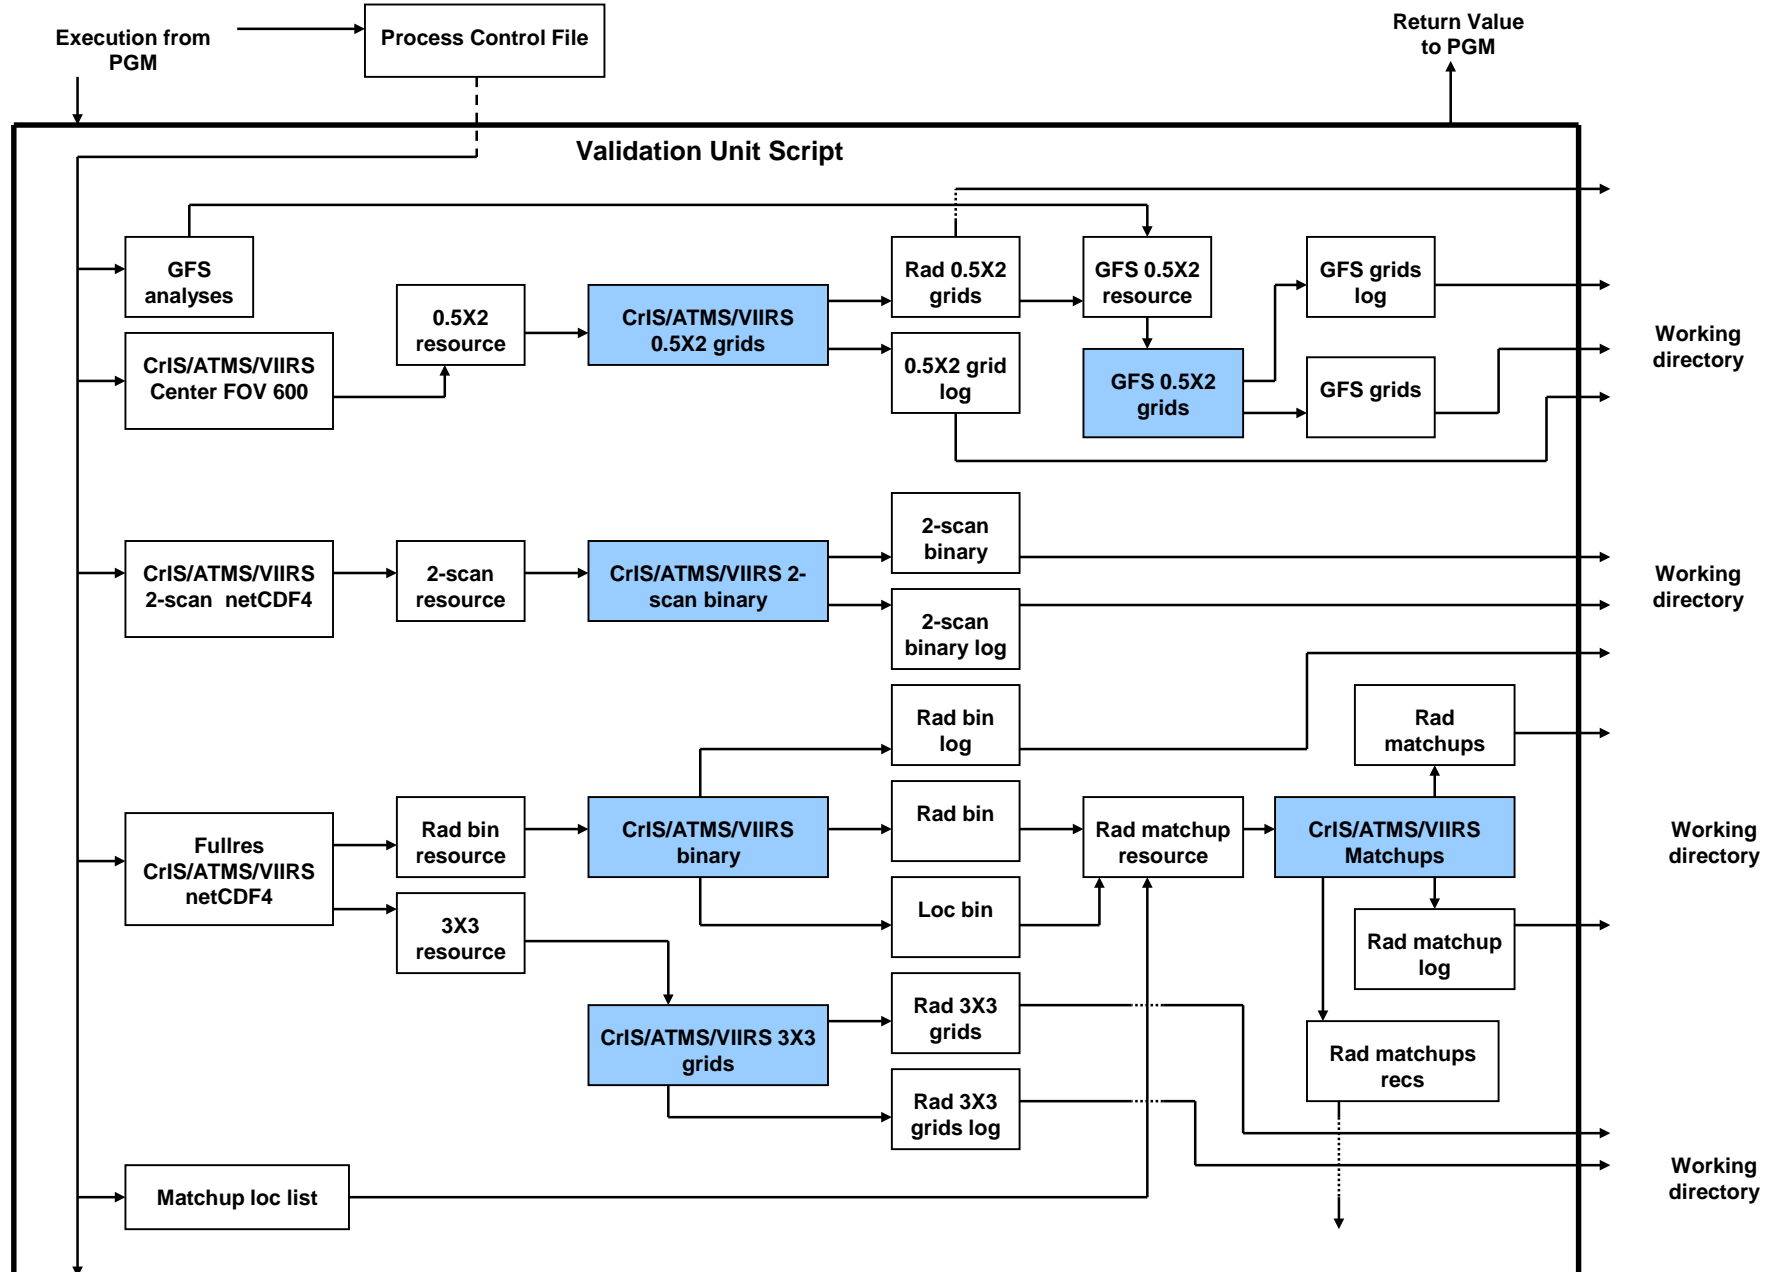 Execution from
PGM
Process Control File
Return Value
to PGM
Validation Unit Script
GFS
analyses
CrIS/ATMS/VIIRS
Center FOV 600
0.5X2
resource
CrIS/ATMS/VIIRS
0.5X2 grids
Rad 0.5X2
grids
0.5X2 grid
log
GFS 0.5X2
resource
GFS 0.5X2
grids
GFS grids
log
GFS grids
Working
directory
CrIS/ATMS/VIIRS
2-scan netCDF4
2-scan
resource
CrIS/ATMS/VIIRS 2-
scan binary
2-scan
binary
2-scan
binary log
Working
directory
Fullres
CrIS/ATMS/VIIRS
netCDF4
Rad bin
resource
3X3
resource
CrIS/ATMS/VIIRS
binary
CrIS/ATMS/VIIRS 3X3
grids
Rad bin
log
Rad bin
Loc bin
Rad 3X3
grids
Rad 3X3
grids log
Rad matchup
resource
CrIS/ATMS/VIIRS
Matchups
Rad
matchups
Rad matchup
log
Rad matchups
recs
Working
directory
Matchup loc list
Working
directory